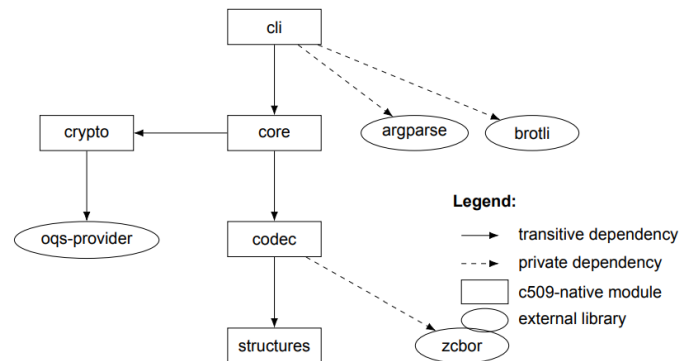 cli
crypto
core
argparse
brotli
oqs-provider
codec
structures
zcbor
Legend:
transitive dependency
private dependency
c509-native module
external library